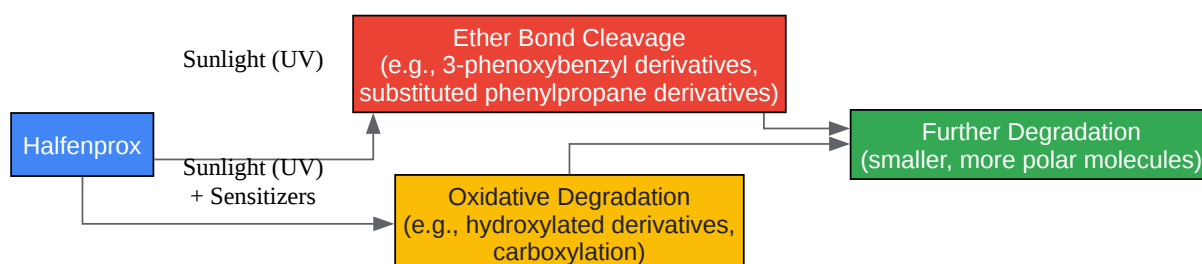 Halfenprox
Sunlight (UV)
Ether Bond Cleavage
(e.g., 3-phenoxybenzyl derivatives,
substituted phenylpropane derivatives)
Sunlight (UV)
+ Sensitizers
Oxidative Degradation
(e.g., hydroxylated derivatives,
carboxylation)
Further Degradation
(smaller, more polar molecules)